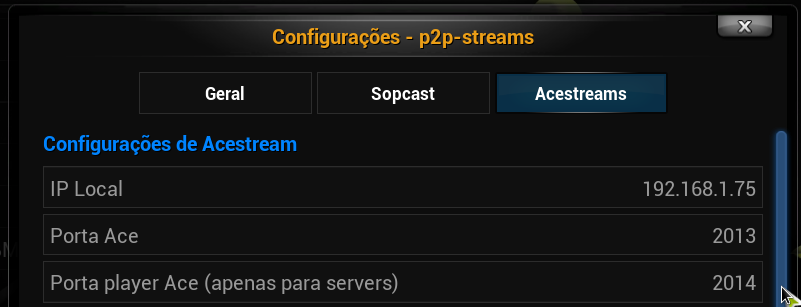 Configurações - p2p-streams
Geral
Sopcast
Acestreams
Configurações de Acestream
IP Local 192.168.1.75
Porta Ace 2013
Porta player Ace (apenas para servers) 2014